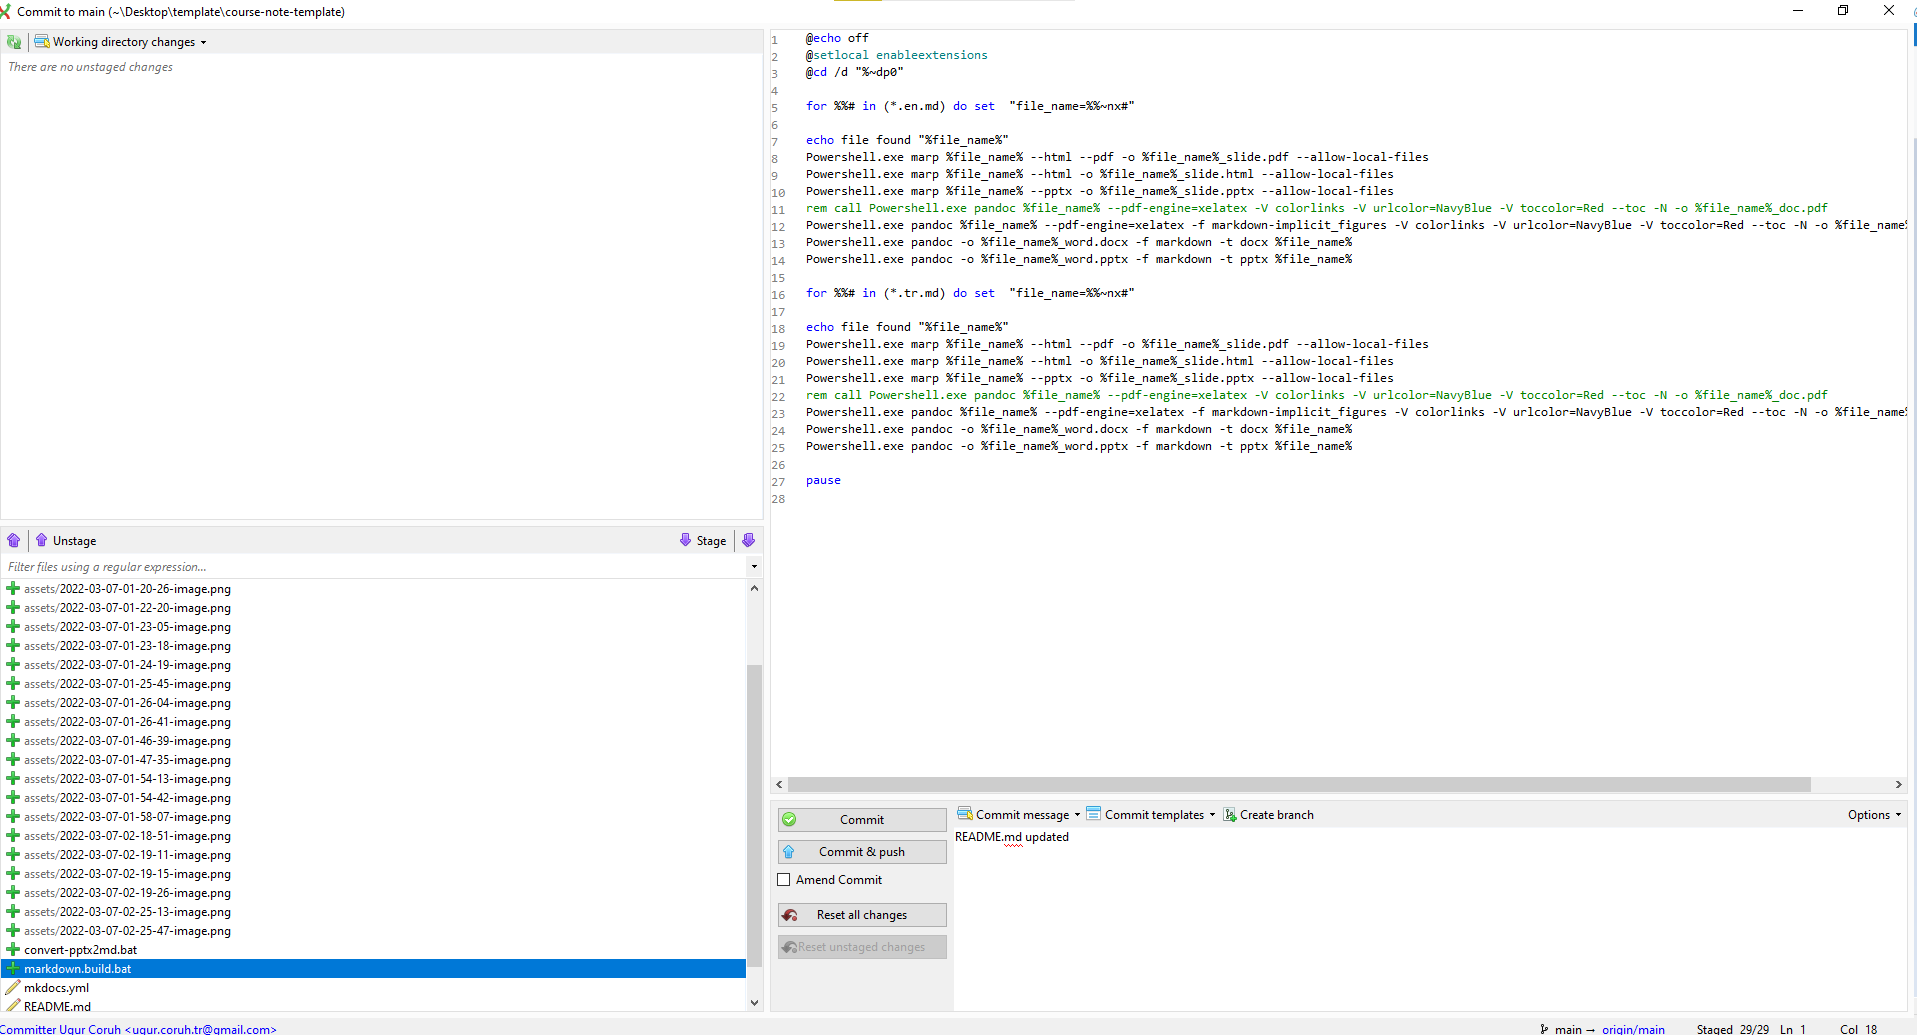 Commit to main (~\Desktop\template\course-note-template)
Working directory changes
There are no unstaged changes
Unstage
Stage
Filter files using a regular expression...
assets/2022-03-07-01-20-26-image.png
assets/2022-03-07-01-22-20-image.png
assets/2022-03-07-01-23-05-image.png
assets/2022-03-07-01-23-18-image.png
assets/2022-03-07-01-24-19-image.png
assets/2022-03-07-01-25-45-image.png
assets/2022-03-07-01-26-04-image.png
assets/2022-03-07-01-26-41-image.png
assets/2022-03-07-01-46-39-image.png
assets/2022-03-07-01-47-35-image.png
assets/2022-03-07-01-54-13-image.png
assets/2022-03-07-01-54-42-image.png
assets/2022-03-07-01-58-07-image.png
assets/2022-03-07-02-18-51-image.png
assets/2022-03-07-02-19-11-image.png
assets/2022-03-07-02-19-15-image.png
assets/2022-03-07-02-19-26-image.png
assets/2022-03-07-02-25-13-image.png
assets/2022-03-07-02-25-47-image.png
convert-pptx2md.bat
markdown.build.bat
mkdocs.yml
README.md
1 @echo off
2 @setlocal enableextensions
3 @cd /d "%~dp0"
4
5 for %%# in (*.en.md) do set  "file_name=%%~nx#"
6
7 echo file found "%file_name%"
8 Powershell.exe marp %file_name% --html --pdf -o %file_name%_slide.pdf --allow-local-files
9 Powershell.exe marp %file_name% --html -o %file_name%_slide.html --allow-local-files
10 Powershell.exe marp %file_name% --pptx -o %file_name%_slide.pptx --allow-local-files
11 rem call Powershell.exe pandoc %file_name% --pdf-engine=xelatex -V colorlinks -V urlcolor=NavyBlue -V toccolor=Red --toc -N -o %file_name%_doc.pdf
12 Powershell.exe pandoc %file_name% --pdf-engine=xelatex -f markdown-implicit_figures -V colorlinks -V urlcolor=NavyBlue -V toccolor=Red --toc -N -o %file_name%
13 Powershell.exe pandoc -o %file_name%_word.docx -f markdown -t docx %file_name%
14 Powershell.exe pandoc -o %file_name%_word.pptx -f markdown -t pptx %file_name%
15
16 for %%# in (*.tr.md) do set  "file_name=%%~nx#"
17
18 echo file found "%file_name%"
19 Powershell.exe marp %file_name% --html --pdf -o %file_name%_slide.pdf --allow-local-files
20 Powershell.exe marp %file_name% --html -o %file_name%_slide.html --allow-local-files
21 Powershell.exe marp %file_name% --pptx -o %file_name%_slide.pptx --allow-local-files
22 rem call Powershell.exe pandoc %file_name% --pdf-engine=xelatex -V colorlinks -V urlcolor=NavyBlue -V toccolor=Red --toc -N -o %file_name%_doc.pdf
23 Powershell.exe pandoc %file_name% --pdf-engine=xelatex -f markdown-implicit_figures -V colorlinks -V urlcolor=NavyBlue -V toccolor=Red --toc -N -o %file_name%
24 Powershell.exe pandoc -o %file_name%_word.docx -f markdown -t docx %file_name%
25 Powershell.exe pandoc -o %file_name%_word.pptx -f markdown -t pptx %file_name%
26
27 pause
28
Commit
Commit & push
Amend Commit
Reset all changes
Reset unstaged changes
Commit message
Commit templates
Create branch
Options
README.md updated
Committer Ugur Coruh <ugur.coruh.tr@gmail.com>
main → origin/main
Staged 29/29
Ln 1
Col 18